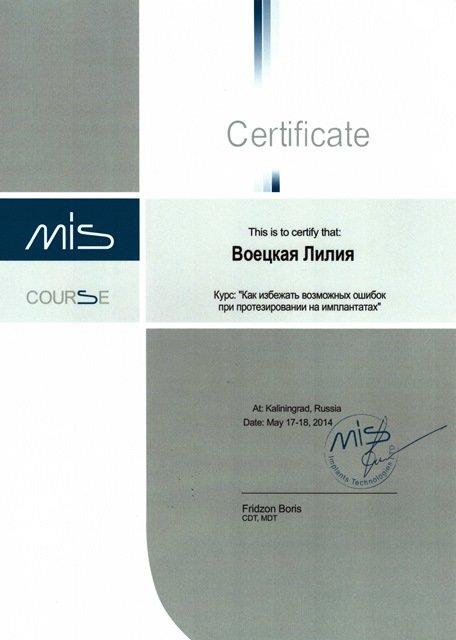 Certificate
MIS
COURSE
This is to certify that:
Воецкая Лилия
Курс: "Как избежать возможных ошибок
при протезировании на имплантатах"
At: Kaliningrad, Russia
Date: May 17-18, 2014
MIS
Implants Technologies LTD
Fridzon Boris
CDT, MDT